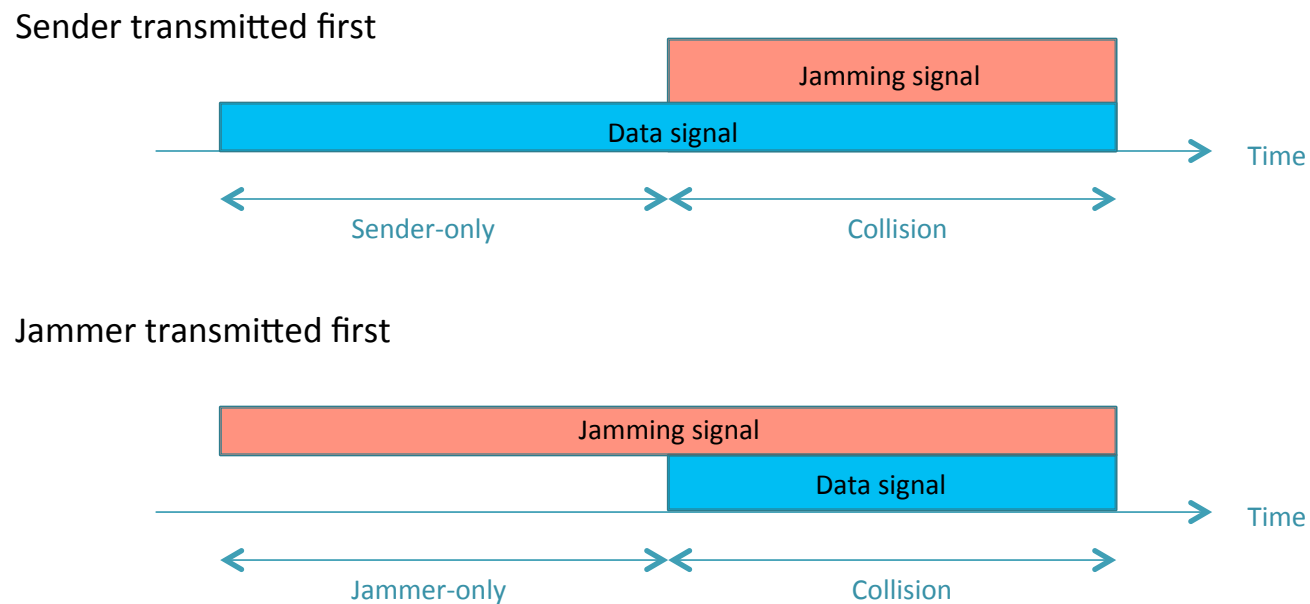 Sender transmitted first
Jamming signal
Data signal
Time
Sender-only
Collision
Jammer transmitted first
Jamming signal
Data signal
Time
Jammer-only
Collision